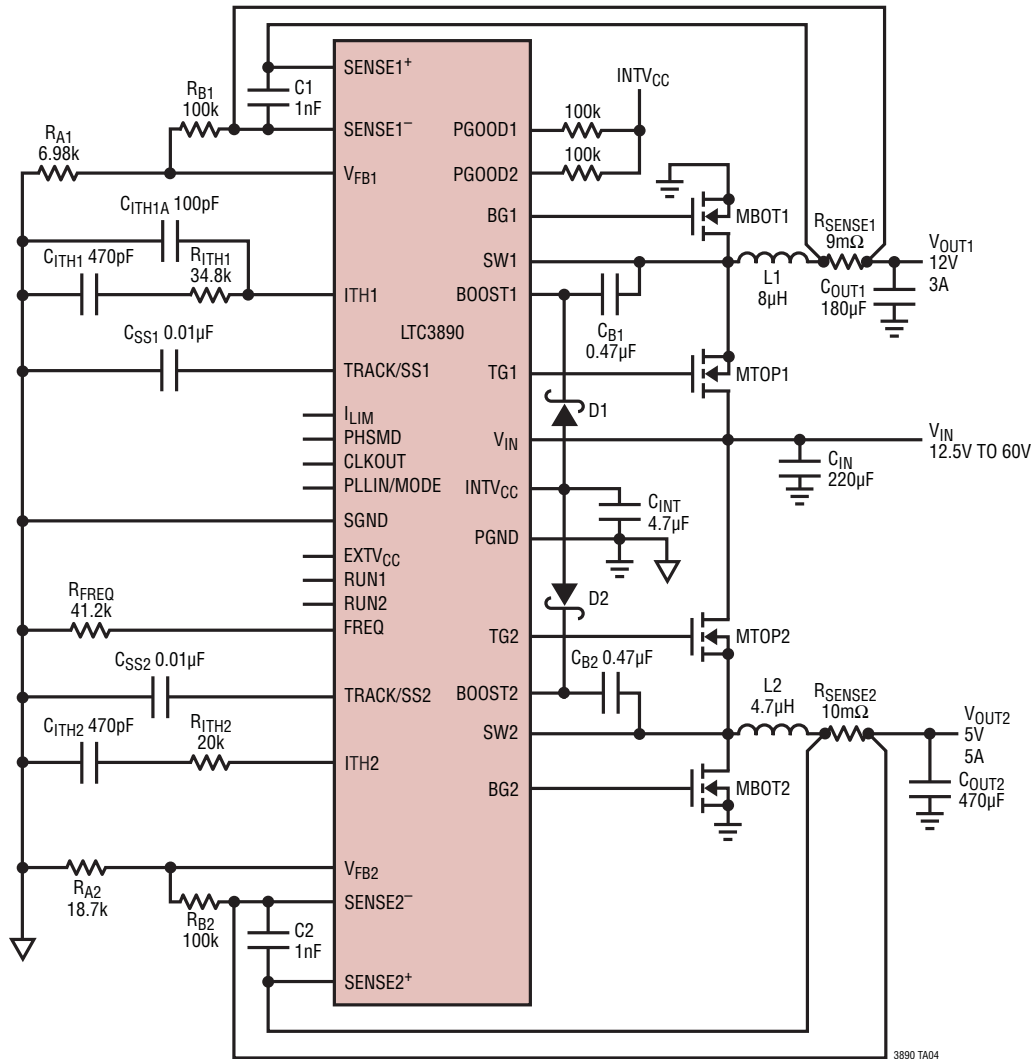 SENSE1+
SENSE1−
VFB1
ITH1
TRACK/SS1
ILIM
PHSMD
CLKOUT
PLLIN/MODE
SGND
EXTVCC
RUN1
RUN2
FREQ
TRACK/SS2
ITH2
VFB2
SENSE2−
SENSE2+
LTC3890
PGOOD1
PGOOD2
BG1
SW1
BOOST1
TG1
VIN
INTVCC
PGND
TG2
BOOST2
SW2
BG2
C1
1nF
RB1
100k
RA1
6.98k
CITH1A 100pF
CITH1 470pF
RITH1
34.8k
CSS1 0.01µF
RFREQ
41.2k
CSS2 0.01µF
CITH2 470pF
RITH2
20k
RA2
18.7k
RB2
100k
C2
1nF
INTVCC
100k
100k
MBOT1
RSENSE1
9mΩ
L1
8µH
VOUT1
12V
3A
COUT1
180µF
CB1
0.47µF
MTOP1
D1
VIN
12.5V TO 60V
CIN
220µF
CINT
4.7µF
D2
MTOP2
CB2 0.47µF
L2
4.7µH
RSENSE2
10mΩ
VOUT2
5V
5A
COUT2
470µF
MBOT2
3890 TA04